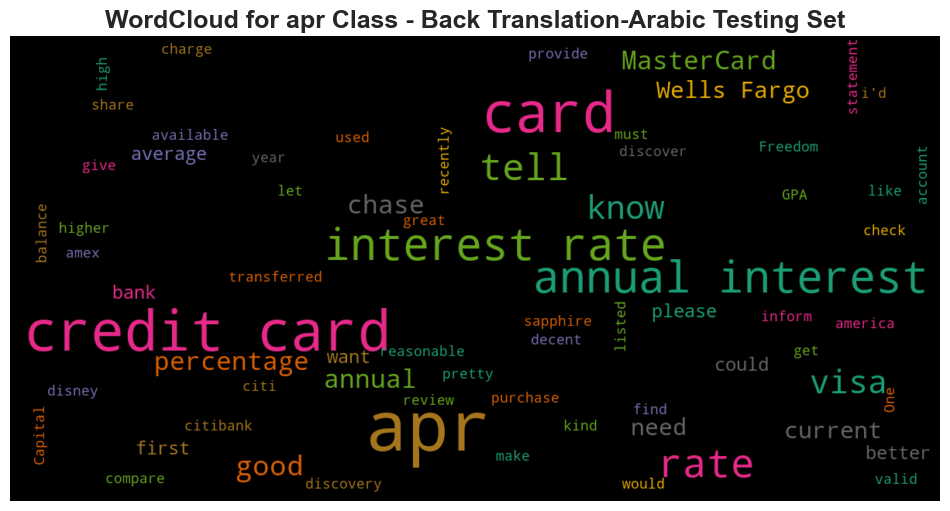 WordCloud for apr Class - Back Translation-Arabic Testing Set
charge
provide
MasterCard
high
statement
Wells Fargo
i'd
share
card
available
used
must
average
year
recently
discover
Freedom
give
tell
account
let
GPA
like
chase
know
balance
higher
great
check
amex
interest rate
transferred
annual interest
bank
please
sapphire
listed
inform
america
credit card
decent
percentage
want
reasonable
could
get
disney
citi
annual
pretty
visa
review
purchase
One
find
Capital
citibank
apr
kind
need
current
first
make
rate
better
good
compare
discovery
would
valid